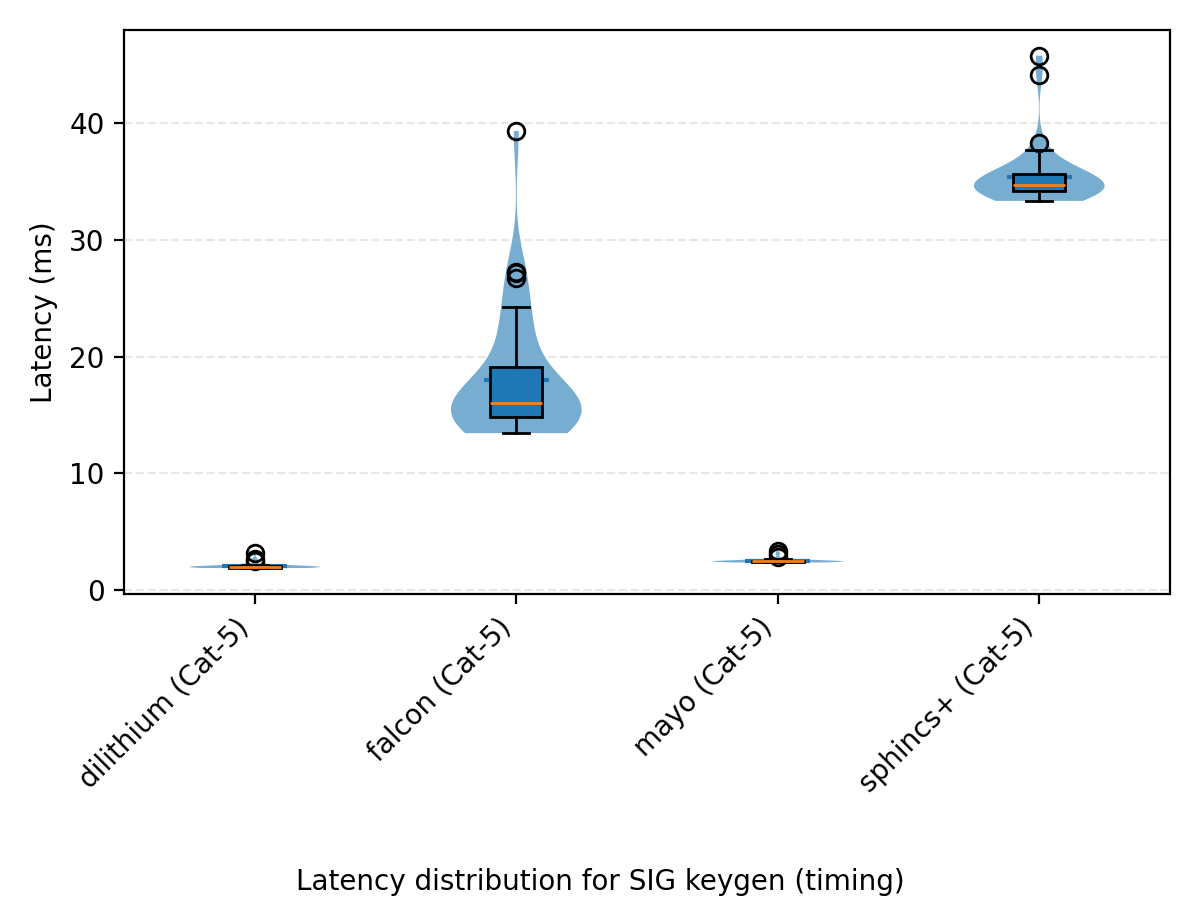 40
30
20
10
0
Latency (ms)
dilithium (Cat-5)
falcon (Cat-5)
mayo (Cat-5)
sphincs+ (Cat-5)
Latency distribution for SIG keygen (timing)